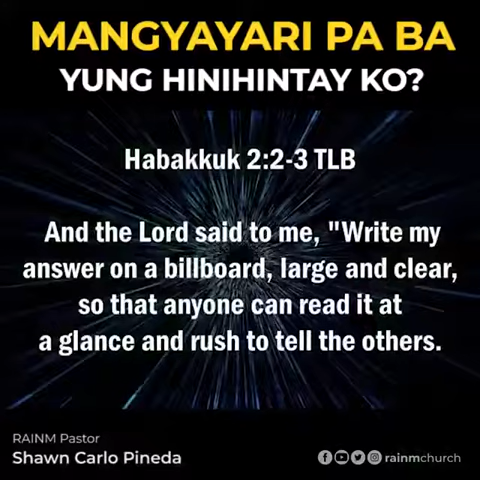 MANGYAYARI PA BA
YUNG HINIHINTAY KO?
Habakkuk 2:2-3 TLB
And the Lord said to me, "Write my
answer on a billboard, large and clear,
so that anyone can read it at
a glance and rush to tell the others.
RAINM Pastor
Shawn Carlo Pineda
rainmchurch